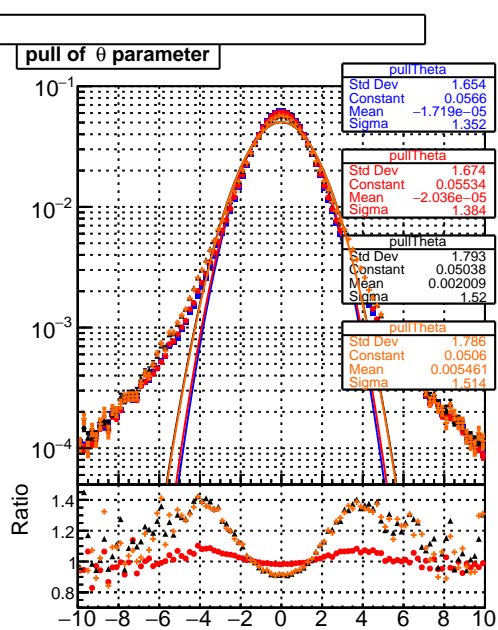 pull of θ parameter
pullTheta
Std Dev 1.654
Constant 0.0566
Mean −1.719e−05
Sigma 1.352
pullTheta
Std Dev 1.674
Constant 0.05534
Mean −2.036e−05
Sigma 1.384
pullTheta
Std Dev 1.793
Constant 0.05038
Mean 0.002009
Sigma 1.52
pullTheta
Std Dev 1.786
Constant 0.0506
Mean 0.005461
Sigma 1.514
10−1
10−2
10−3
10−4
Ratio
1.4
1.2
1
0.8
−10 −8 −6 −4 −2 0 2 4 6 8 10